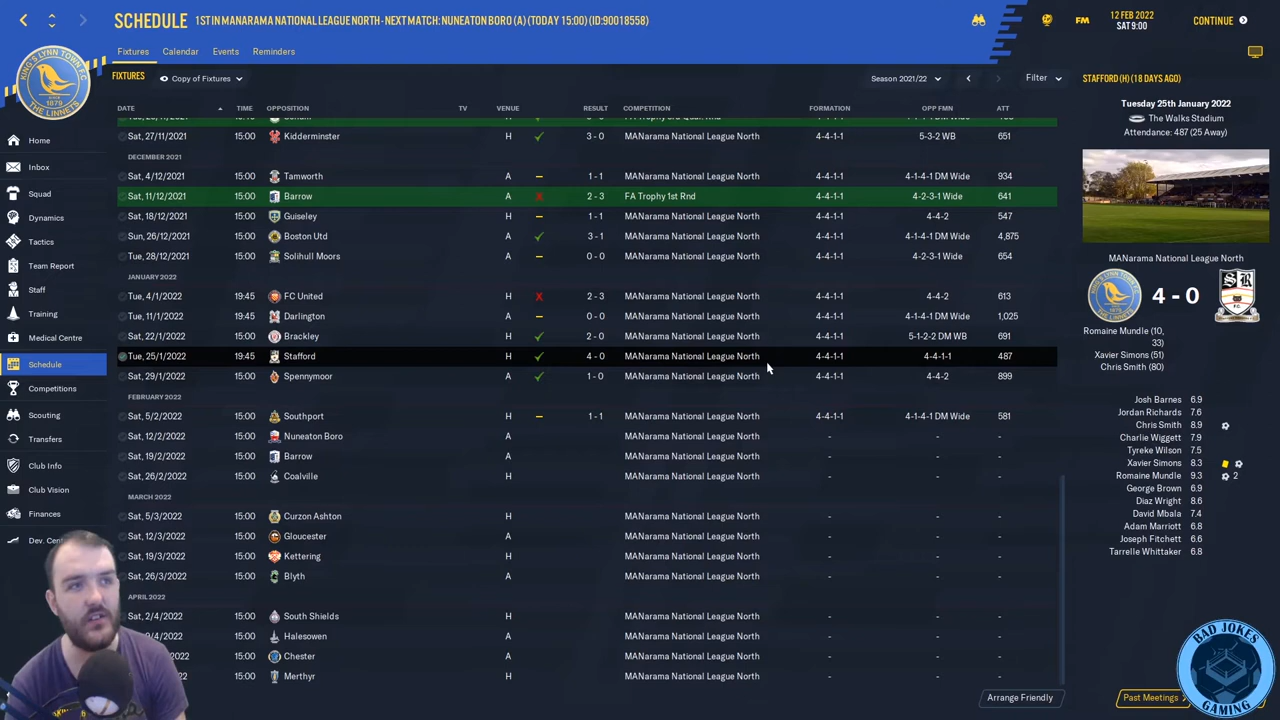 SCHEDULE 1ST IN MANARAMA NATIONAL LEAGUE NORTH - NEXT MATCH: NUNEATON BORO (A) (TODAY 15:00) (ID:90018558)
FM
12 FEB 2022
SAT 9:00
CONTINUE
Fixtures Calendar Events Reminders
FIXTURES Copy of Fixtures Season 2021/22 Filter
DATE TIME OPPOSITION TV VENUE RESULT COMPETITION FORMATION OPP FMN ATT
Sat, 27/11/2021 15:00 Kidderminster H 3 - 0 MANarama National League North 4-4-1-1 5-3-2 WB 651
DECEMBER 2021
Sat, 4/12/2021 15:00 Tamworth A 1 - 1 MANarama National League North 4-4-1-1 4-1-4-1 DM Wide 934
Sat, 11/12/2021 15:00 Barrow A X 2 - 3 FA Trophy 1st Rnd 4-4-1-1 4-2-3-1 Wide 641
Sat, 18/12/2021 15:00 Guiseley H 1 - 1 MANarama National League North 4-4-1-1 4-4-2 547
Sun, 26/12/2021 15:00 Boston Utd A 3 - 1 MANarama National League North 4-4-1-1 4-1-4-1 DM Wide 4,875
Tue, 28/12/2021 15:00 Solihull Moors A 0 - 0 MANarama National League North 4-4-1-1 4-2-3-1 Wide 654
JANUARY 2022
Tue, 4/1/2022 19:45 FC United H X 2 - 3 MANarama National League North 4-4-1-1 4-4-2 613
Tue, 11/1/2022 19:45 Darlington A 0 - 0 MANarama National League North 4-4-1-1 4-1-4-1 DM Wide 1,025
Sat, 22/1/2022 15:00 Brackley H 2 - 0 MANarama National League North 4-4-1-1 5-1-2-2 DM WB 691
Tue, 25/1/2022 19:45 Stafford H 4 - 0 MANarama National League North 4-4-1-1 4-4-1-1 487
Sat, 29/1/2022 15:00 Spennymoor A 1 - 0 MANarama National League North 4-4-1-1 4-4-2 899
FEBRUARY 2022
Sat, 5/2/2022 15:00 Southport H 1 - 1 MANarama National League North 4-4-1-1 4-1-4-1 DM Wide 581
Sat, 12/2/2022 15:00 Nuneaton Boro A MANarama National League North - - -
Sat, 19/2/2022 15:00 Barrow A MANarama National League North - - -
Sat, 26/2/2022 15:00 Coalville H MANarama National League North - - -
MARCH 2022
Sat, 5/3/2022 15:00 Curzon Ashton H MANarama National League North - - -
Sat, 12/3/2022 15:00 Gloucester A MANarama National League North - - -
Sat, 19/3/2022 15:00 Kettering H MANarama National League North - - -
Sat, 26/3/2022 15:00 Blyth A MANarama National League North - - -
APRIL 2022
Sat, 2/4/2022 15:00 South Shields H MANarama National League North - - -
9/4/2022 15:00 Halesowen A MANarama National League North - - -
2022 15:00 Chester A MANarama National League North - - -
2022 15:00 Merthyr H MANarama National League North - - -
Arrange Friendly
KING'S LYNN TOWN F.C
SINCE
1879
THE LINNETS
Home
Inbox
Squad
Dynamics
Tactics
Team Report
Staff
Training
Medical Centre
Schedule
Competitions
Scouting
Transfers
Club Info
Club Vision
Finances
Dev. Cent
STAFFORD (H) (18 DAYS AGO)
Tuesday 25th January 2022
The Walks Stadium
Attendance: 487 (25 Away)
MANarama National League North
4 - 0
SR
F.C.
Romaine Mundle (10,
33)
Xavier Simons (51)
Chris Smith (80)
Josh Barnes 6.9
Jordan Richards 7.6
Chris Smith 8.9
Charlie Wiggett 7.9
Tyreke Wilson 7.5
Xavier Simons 8.3
Romaine Mundle 9.3 2
George Brown 6.9
Diaz Wright 8.6
David Mbala 7.4
Adam Marriott 6.8
Joseph Fitchett 6.6
Tarrelle Whittaker 6.8
Past Meetings
BAD JOKES
GAMING